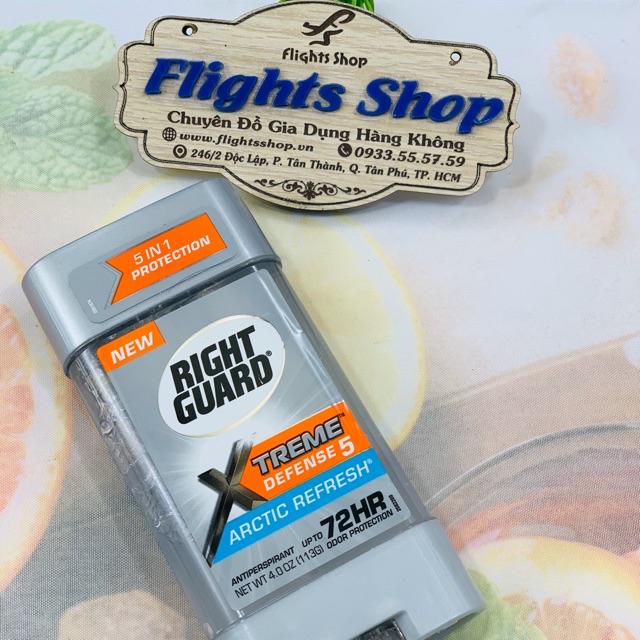 Flights Shop
Flights Shop
Chuyên Đồ Gia Dụng Hàng Không
www.flightsshop.vn 0933.55.57.59
246/2 Độc Lập, P. Tân Thành, Q. Tân Phú, TP. HCM
5 IN 1
PROTECTION
NEW
RIGHT
GUARD®
XTREME™
DEFENSE 5
ARCTIC REFRESH®
ANTIPERSPIRANT UP TO 72HR
NET WT 4.0 OZ (113G) ODOR PROTECTION